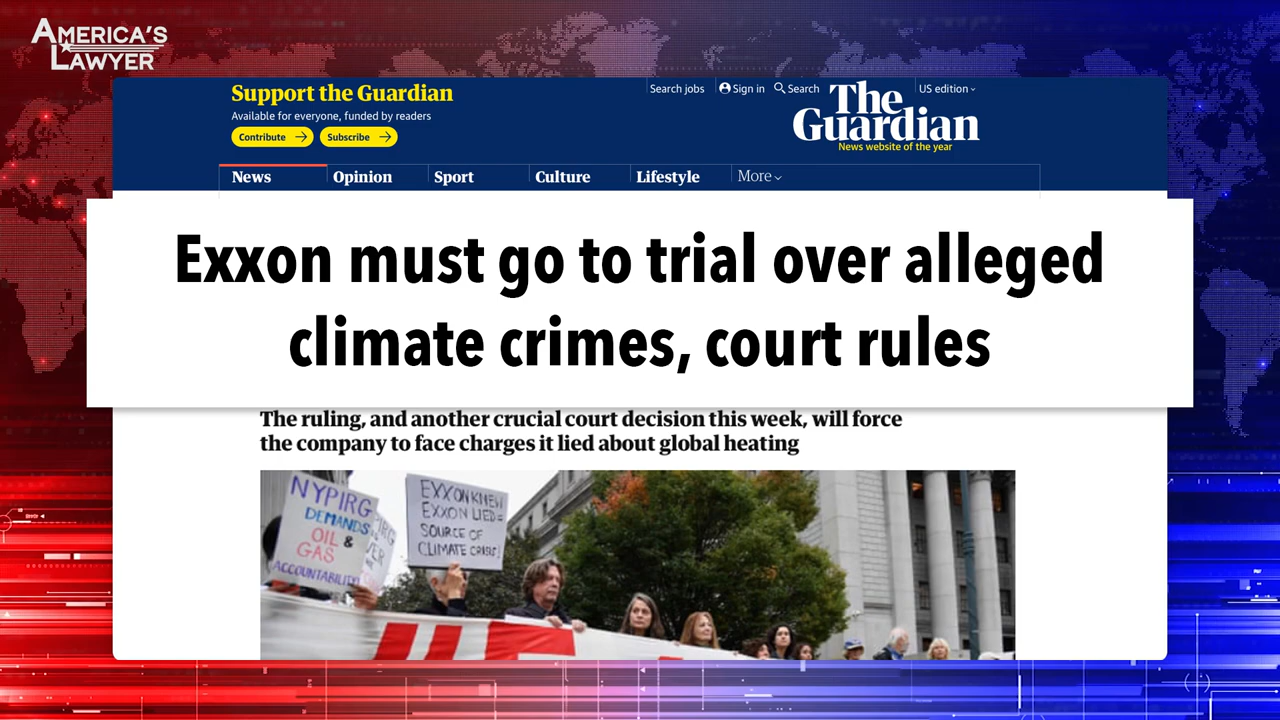 AMERICA'S
LAWYER
Support the Guardian
Available for everyone, funded by readers
Contribute
Subscribe
Search jobs
Sign in
Search
US edition
The
Guardian
News website of the year
News
Opinion
Sport
Culture
Lifestyle
More
Exxon must go to trial over alleged
climate crimes, court rules
The ruling, and another crucial court decision this week, will force
the company to face charges it lied about global heating
NYPIRG
DEMANDS
OIL &
GAS
ACCOUNTABILITY
EXXON KNEW
EXXON LIED=
SOURCE OF
CLIMATE CRISIS!